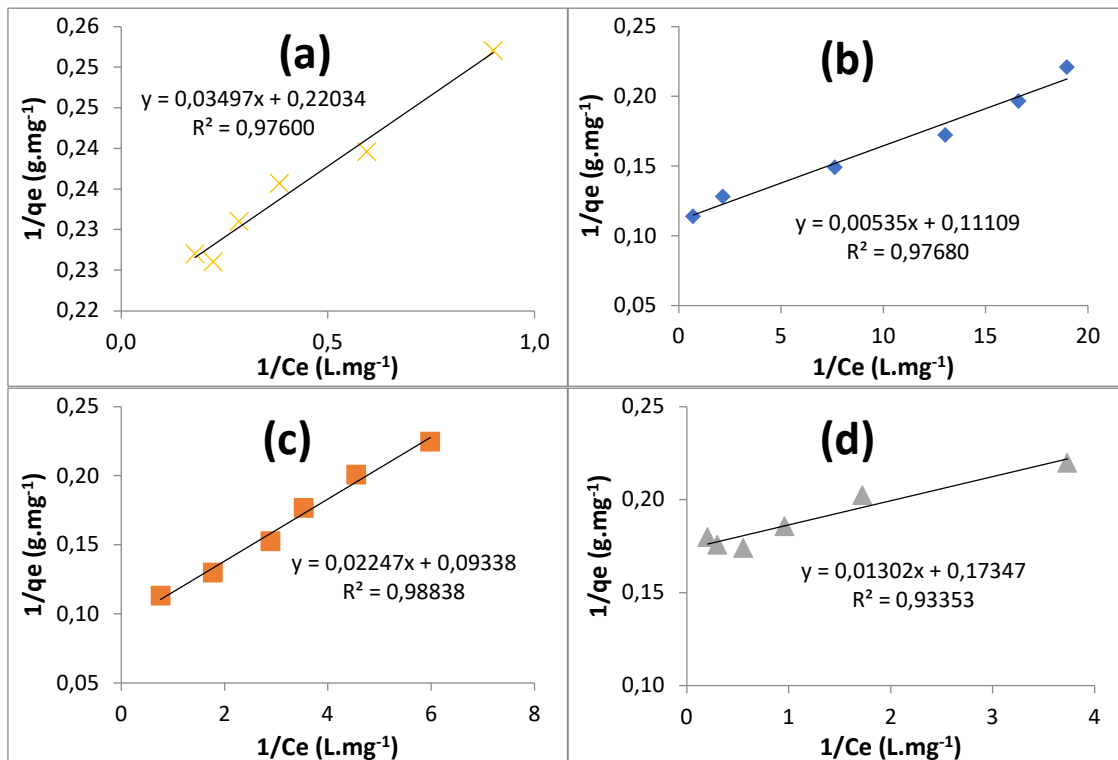 (a)
y = 0,03497x + 0,22034
R² = 0,97600
1/qe (g.mg⁻¹)
0,26
0,25
0,25
0,24
0,24
0,23
0,23
0,22
0,0 0,5 1,0
1/Ce (L.mg⁻¹)
(b)
y = 0,00535x + 0,11109
R² = 0,97680
1/qe (g.mg⁻¹)
0,20
0,15
0,10
0,05
0 5 10 15 20
1/Ce (L.mg⁻¹)
(c)
y = 0,02247x + 0,09338
R² = 0,98838
1/qe (g.mg⁻¹)
0,25
0,20
0,15
0,10
0,05
0 2 4 6 8
1/Ce (L.mg⁻¹)
(d)
y = 0,01302x + 0,17347
R² = 0,93353
1/qe (g.mg⁻¹)
0,25
0,20
0,15
0,10
0 1 2 3 4
1/Ce (L.mg⁻¹)